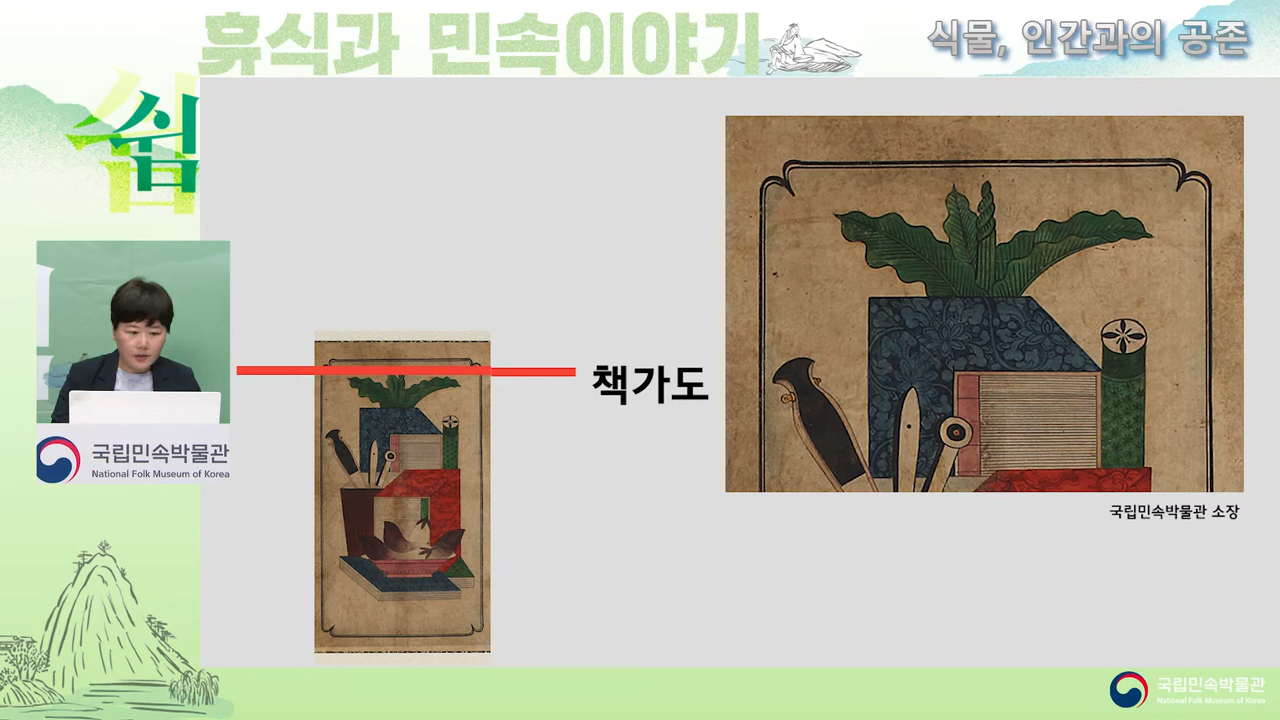 휴식과 민속이야기
식물, 인간과의 공존
쉽
책가도
국립민속박물관 소장
국립민속박물관
National Folk Museum of Korea
국립민속박물관
National Folk Museum of Korea